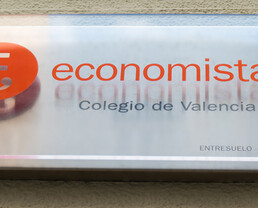 economista
Colegio de Valencia
ENTRESUELO